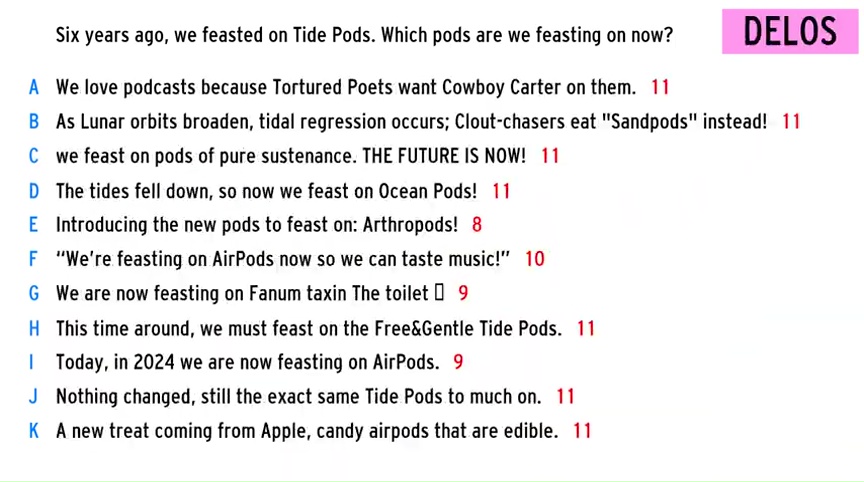 Six years ago, we feasted on Tide Pods. Which pods are we feasting on now?
DELOS
A We love podcasts because Tortured Poets want Cowboy Carter on them. 11
B As Lunar orbits broaden, tidal regression occurs; Clout-chasers eat "Sandpods" instead! 11
C we feast on pods of pure sustenance. THE FUTURE IS NOW! 11
D The tides fell down, so now we feast on Ocean Pods! 11
E Introducing the new pods to feast on: Arthropods! 8
F “We’re feasting on AirPods now so we can taste music!” 10
G We are now feasting on Fanum taxin The toilet 9
H This time around, we must feast on the Free&Gentle Tide Pods. 11
I Today, in 2024 we are now feasting on AirPods. 9
J Nothing changed, still the exact same Tide Pods to much on. 11
K A new treat coming from Apple, candy airpods that are edible. 11